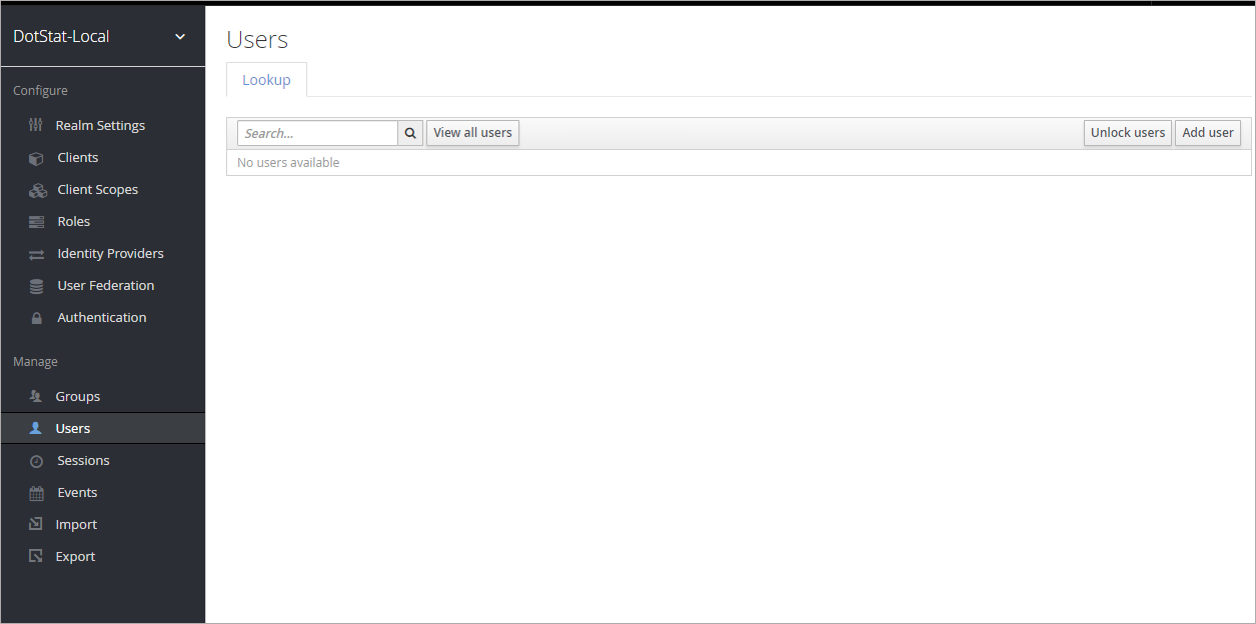 DotStat-Local
Configure
Realm Settings
Clients
Client Scopes
Roles
Identity Providers
User Federation
Authentication
Manage
Groups
Users
Sessions
Events
Import
Export
Users
Lookup
Search... View all users Unlock users Add user
No users available